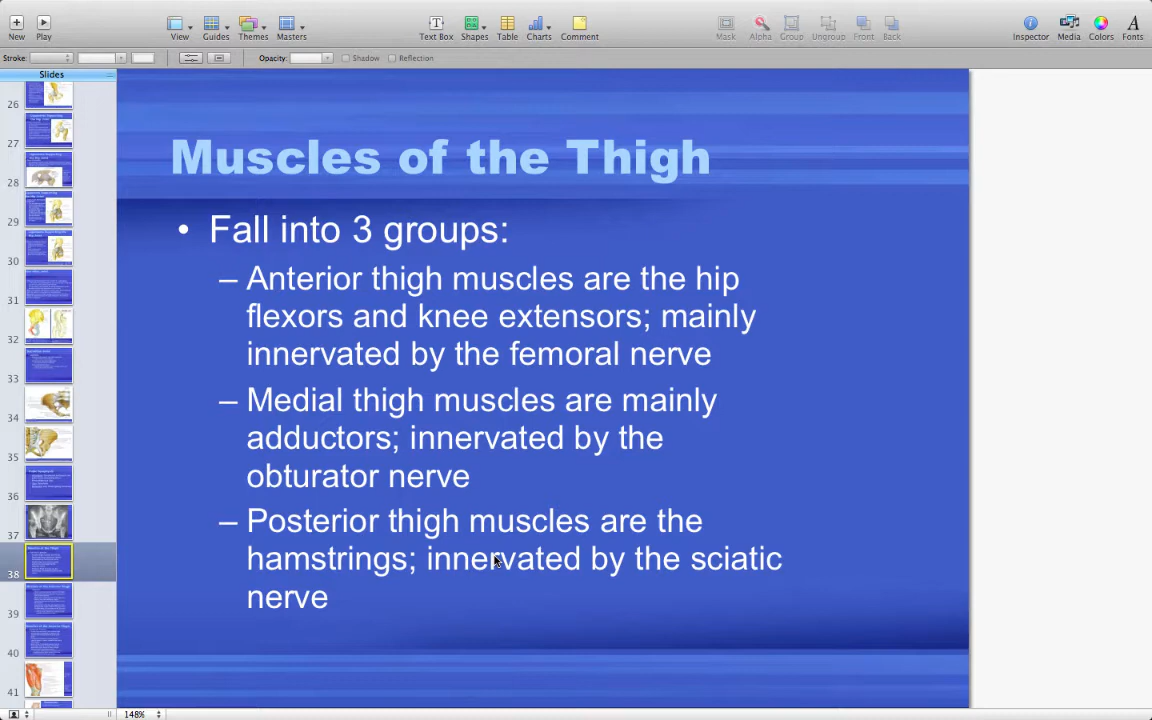 New Play View Guides Themes Masters Text Box Shapes Table Charts Comment Mask Alpha Group Ungroup Front Back Inspector Media Colors Fonts
Stroke: Opacity: Shadow Reflection
Slides
26
27
28
29
30
31
32
33
34
35
36
37
38
39
40
41
Muscles of the Thigh
• Fall into 3 groups:
– Anterior thigh muscles are the hip
flexors and knee extensors; mainly
innervated by the femoral nerve
– Medial thigh muscles are mainly
adductors; innervated by the
obturator nerve
– Posterior thigh muscles are the
hamstrings; innervated by the sciatic
nerve
148%